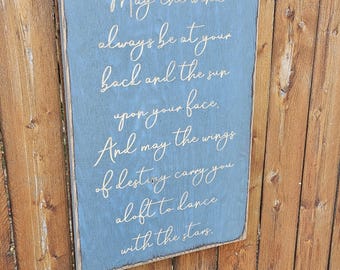 May the wind
always be at your
back and the sun
upon your face,
And may the wings
of destiny carry you
aloft to dance
with the stars.